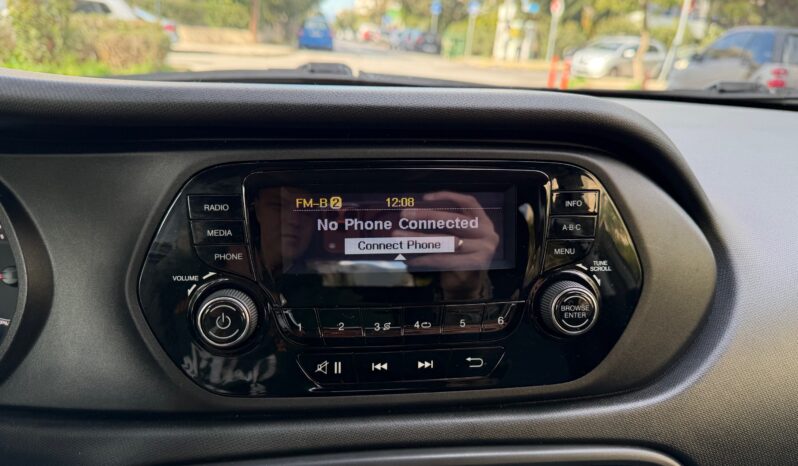 FM-B 2 12:08
No Phone Connected
Connect Phone
RADIO
MEDIA
PHONE
INFO
A-B-C
MENU
VOLUME
TUNE
SCROLL
BROWSE
ENTER
1 2 3 4 5 6